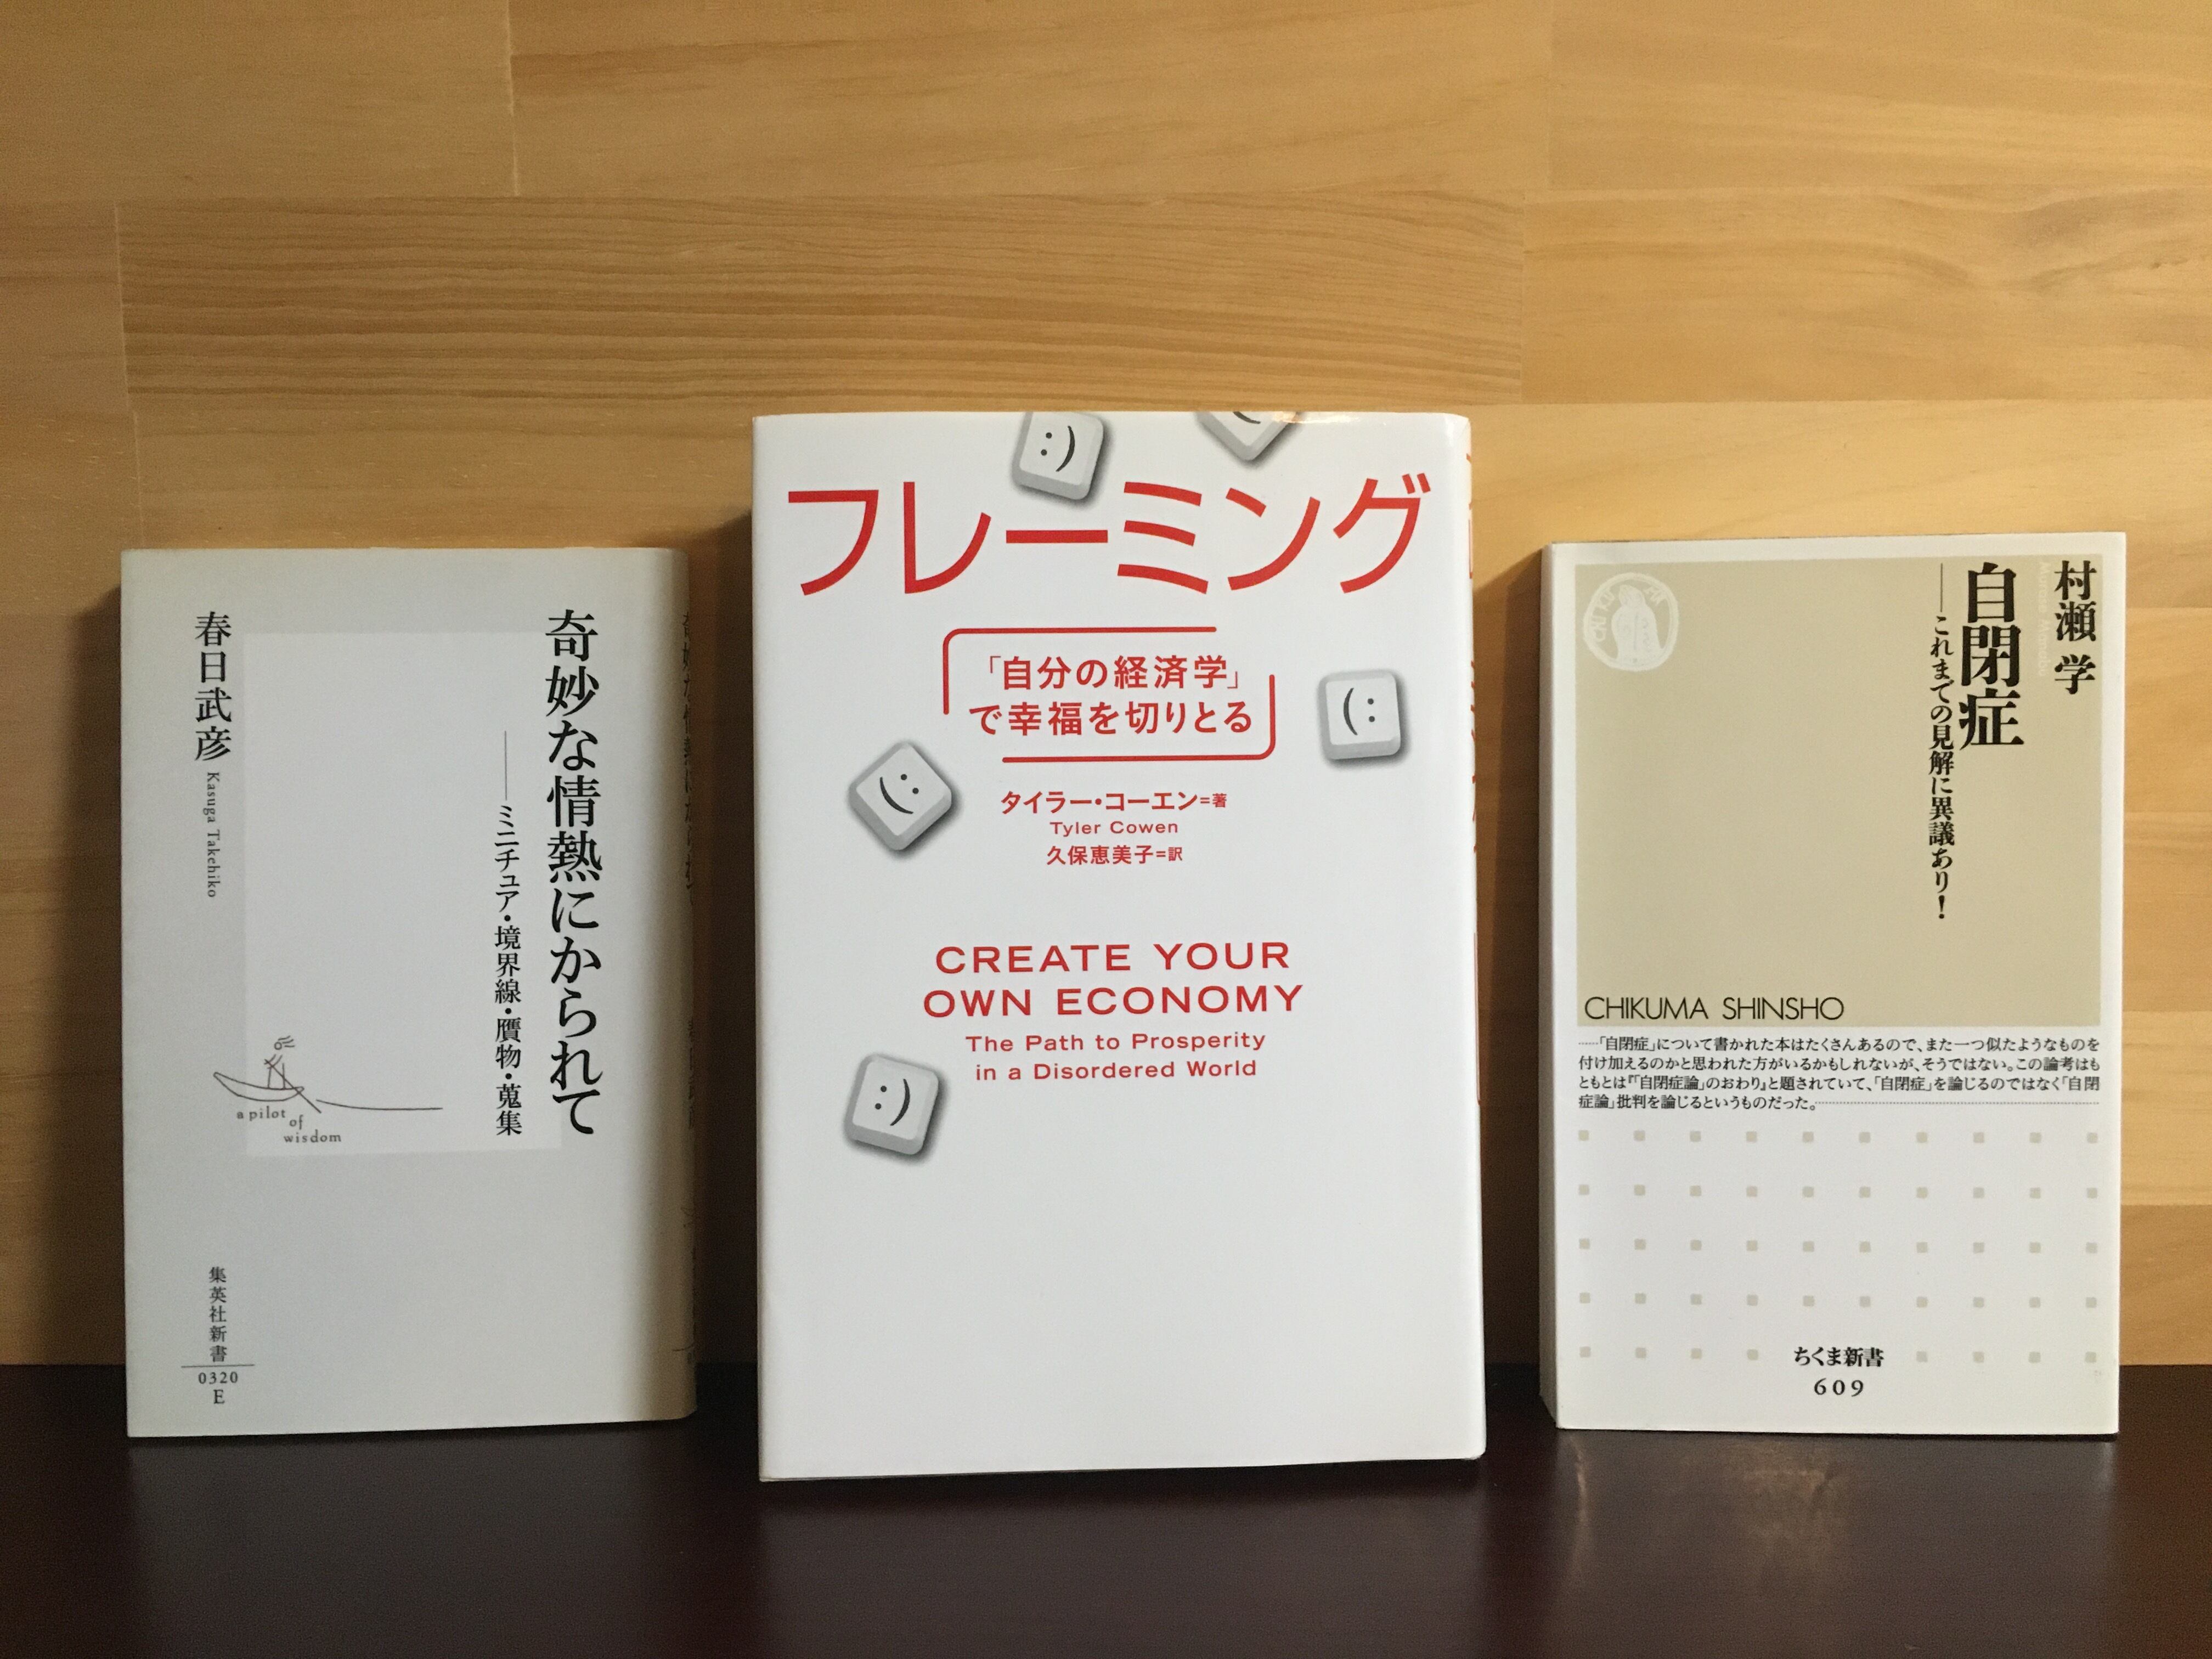 奇妙な情熱にかられて
――ミニチュア・境界線・贋物・蒐集
春日武彦
Kasuga Takehiko
a pilot
of
wisdom
集英社新書
0320
E
:)
フレーミング
「自分の経済学」
で幸福を切りとる
タイラー・コーエン=著
Tyler Cowen
久保恵美子=訳
:)
:)
CREATE YOUR
OWN ECONOMY
The Path to Prosperity
in a Disordered World
:)
村瀬 学
自閉症
――これまでの見解に異議あり!
CHIKUMA SHINSHO
……「自閉症」について書かれた本はたくさんあるので、また一つ似たようなものを
付け加えるのかと思われた方がいるかもしれないが、そうではない。この論考はも
ともとは『「自閉症論」のおわり』と題されていて、「自閉症」を論じるのではなく「自閉
症論」批判を論じるというものだった。……
ちくま新書
609